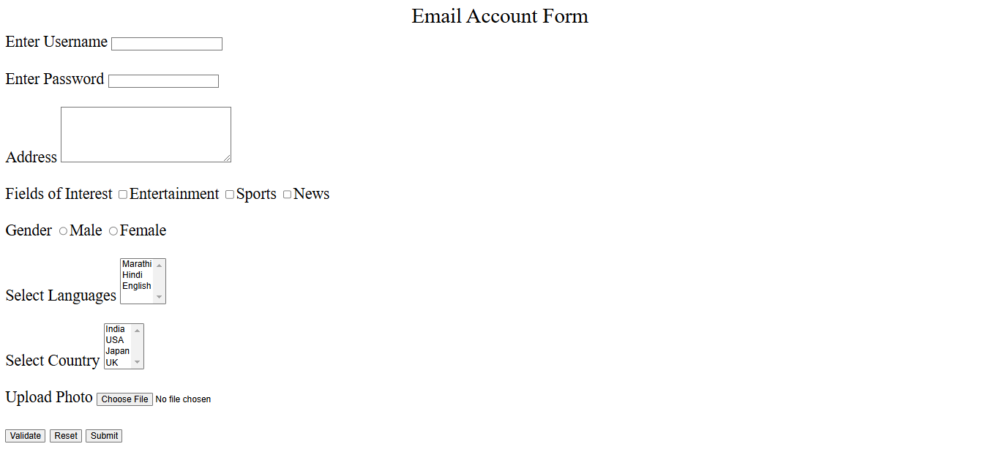 Email Account Form
Enter Username
Enter Password
Address
Fields of Interest Entertainment Sports News
Gender Male Female
Marathi
Hindi
English
Select Languages
India
USA
Japan
UK
Select Country
Upload Photo Choose File No file chosen
Validate Reset Submit